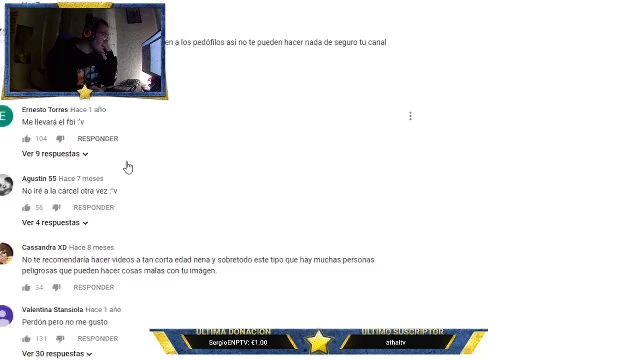 en a los pedófilos así no te pueden hacer nada de seguro tu canal
Ernesto Torres Hace 1 año
Me llevará el fbi :'v
104 RESPONDER
Ver 9 respuestas
Agustin 55 Hace 7 meses
No iré a la cárcel otra vez :"v
56 RESPONDER
Ver 4 respuestas
Cassandra XD Hace 8 meses
No te recomendaría hacer videos a tan corta edad nena y sobretodo este tipo que hay muchas personas
peligrosas que pueden hacer cosas malas con tu imágen.
34 RESPONDER
Valentina Stansiola Hace 1 año
Perdón pero no me gusto
131 RESPONDER
Ver 30 respuestas
ÚLTIMA DONACIÓN
SergioENPTV: €1.00
ÚLTIMO SUSCRIPTOR
athaltv